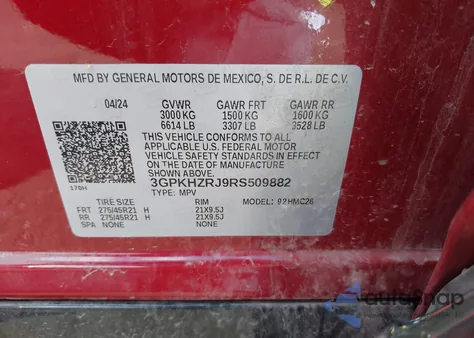 MFD BY GENERAL MOTORS DE MEXICO, S. DE R.L. DE C.V.
04/24 GVWR GAWR FRT GAWR RR
3000 KG 1500 KG 1600 KG
6614 LB 3307 LB 3528 LB
THIS VEHICLE CONFORMS TO ALL
APPLICABLE U.S. FEDERAL MOTOR
VEHICLE SAFETY STANDARDS IN EFFECT
ON THE DATE OF MANUFACTURE
SHOWN ABOVE.
178H
3GPKHZRJ9RS509882
TYPE: MPV MODEL: 92HMC26
TIRE SIZE RIM
FRT 275/45R21 H 21X9.5J
RR 275/45R21 H 21X9.5J
SPA NONE NONE
autosnap